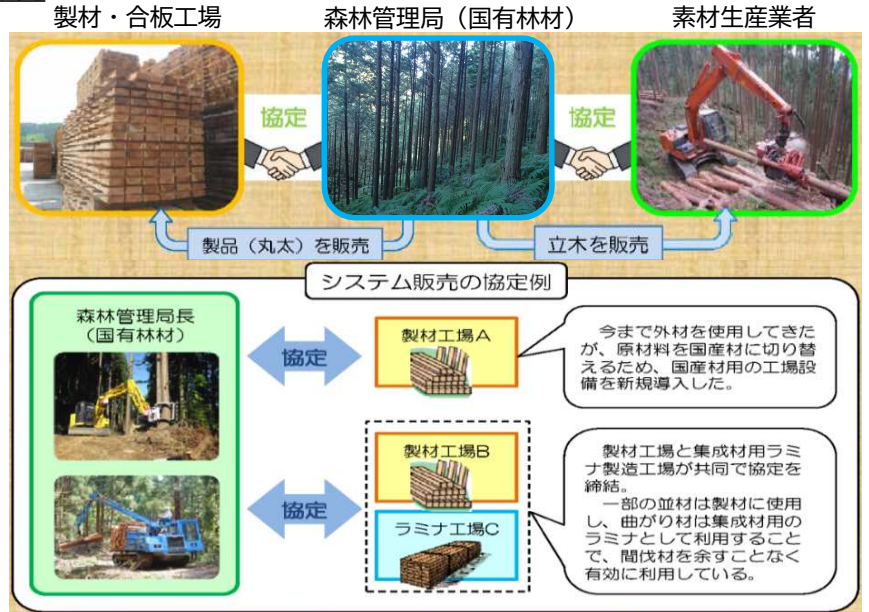 製材・合板工場
森林管理局（国有林材）
素材生産業者
協定
協定
製品（丸太）を販売
立木を販売
システム販売の協定例
森林管理局長
（国有林材）
協定
製材工場A
今まで外材を使用してきた
が、原材料を国産材に切り替
えるため、国産材用の工場設
備を新規導入した。
協定
製材工場B
ラミナ工場C
製材工場と集成材用ラミ
ナ製造工場が共同で協定を
締結。
一部の並材は製材に使用
し、曲がり材は集成材用の
ラミナとして利用すること
で、間伐材を余すことなく
有効に利用している。